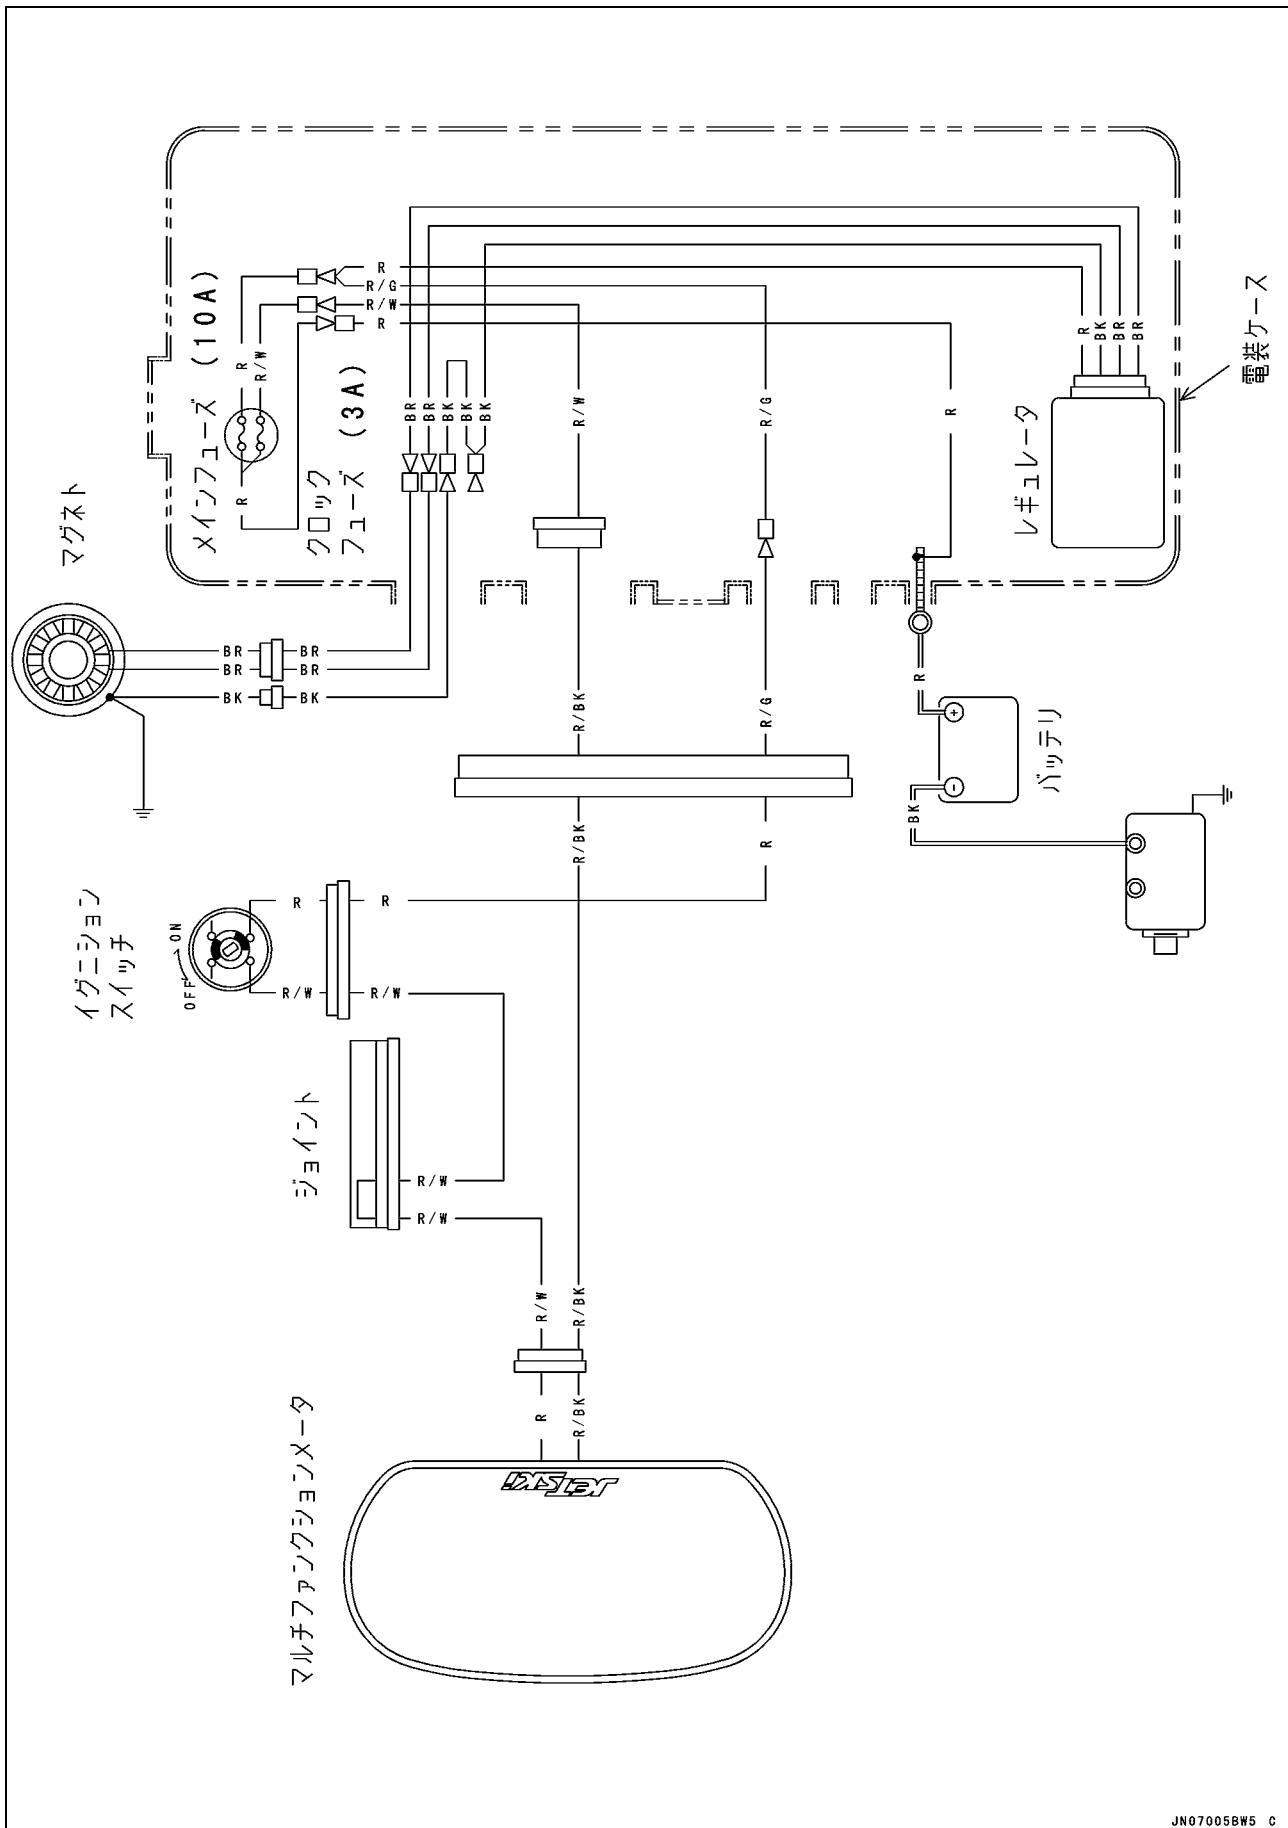 マグネト
メインフューズ (10A)
クロック
フューズ (3A)
R
R/W
R
R
R/G
R/W
R
BR
BR
BK
BK
BK
R/W
R/G
R
R
BK
BR
BR
レギュレータ
電装ケース
BR
BR
BK
BR
BR
BK
R/BK
R/G
R
+
-
BK
バッテリ
R/BK
R
イグニション
スイッチ
OFF
ON
R
R
R/W
R/W
ジョイント
R/W
R/W
R/W
R/BK
R
R/BK
マルチファンクションメータ
JET SKI
JN07005BW5 C